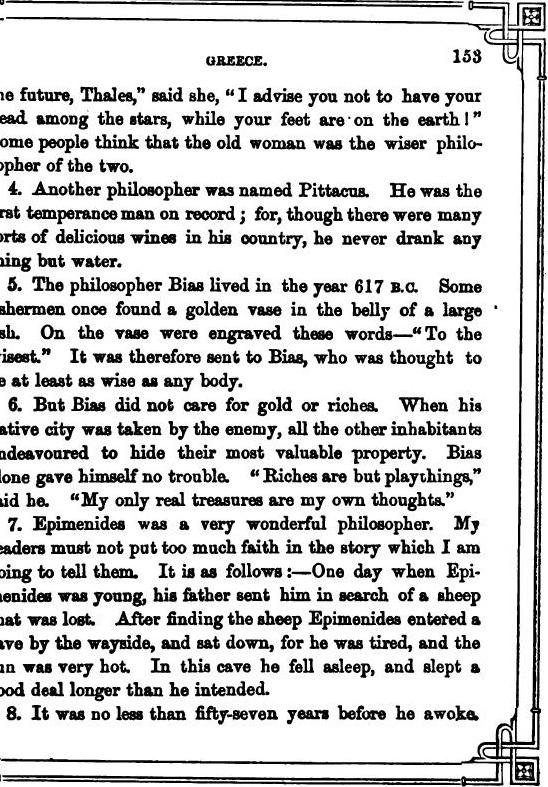 GREECE. 153
he future, Thales,” said she, “I advise you not to have your
ead among the stars, while your feet are on the earth!”
ome people think that the old woman was the wiser philo-
opher of the two.
4. Another philosopher was named Pittacus. He was the
rst temperance man on record; for, though there were many
orts of delicious wines in his country, he never drank any
hing but water.
5. The philosopher Bias lived in the year 617 B.C. Some
shermen once found a golden vase in the belly of a large
sh. On the vase were engraved these words—“To the
isest.” It was therefore sent to Bias, who was thought to
e at least as wise as any body.
6. But Bias did not care for gold or riches. When his
ative city was taken by the enemy, all the other inhabitants
ndeavoured to hide their most valuable property. Bias
lone gave himself no trouble. “Riches are but playthings,”
aid he. “My only real treasures are my own thoughts.”
7. Epimenides was a very wonderful philosopher. My
eaders must not put too much faith in the story which I am
oing to tell them. It is as follows:—One day when Epi-
enides was young, his father sent him in search of a sheep
hat was lost. After finding the sheep Epimenides entered a
ave by the wayside, and sat down, for he was tired, and the
un was very hot. In this cave he fell asleep, and slept a
ood deal longer than he intended.
8. It was no less than fifty-seven years before he awoke.